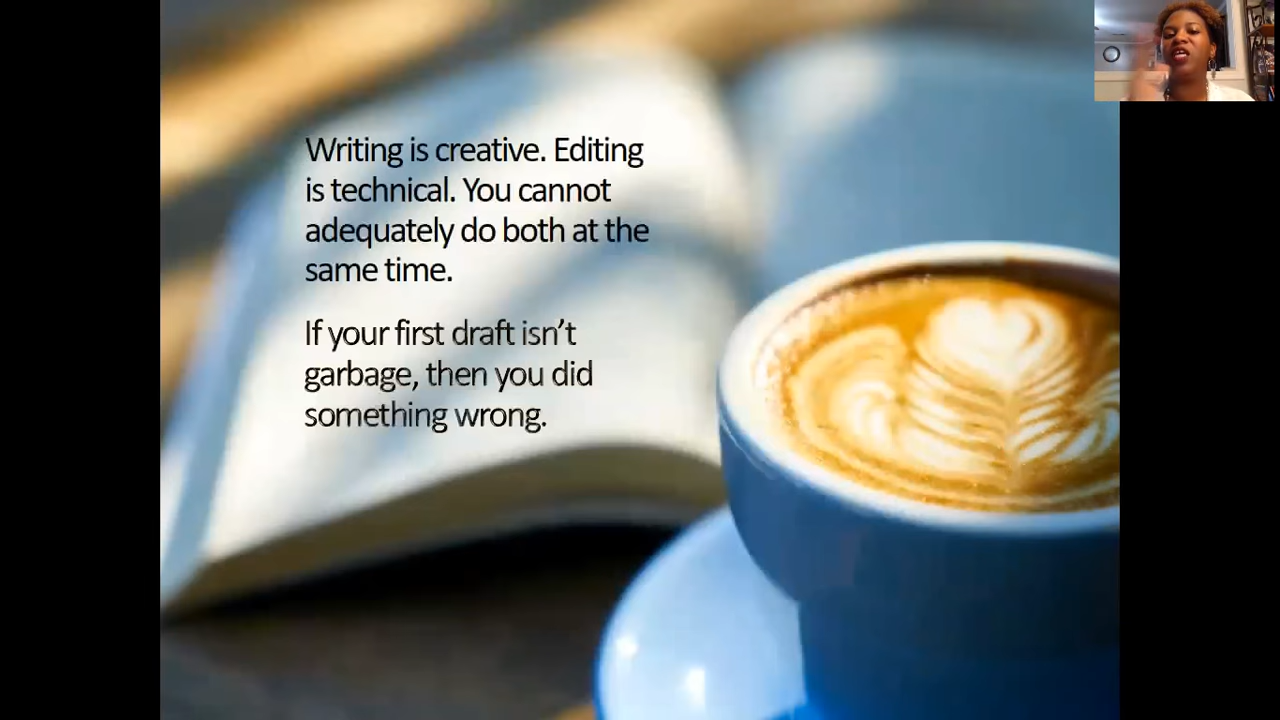 Writing is creative. Editing
is technical. You cannot
adequately do both at the
same time.
If your first draft isn’t
garbage, then you did
something wrong.